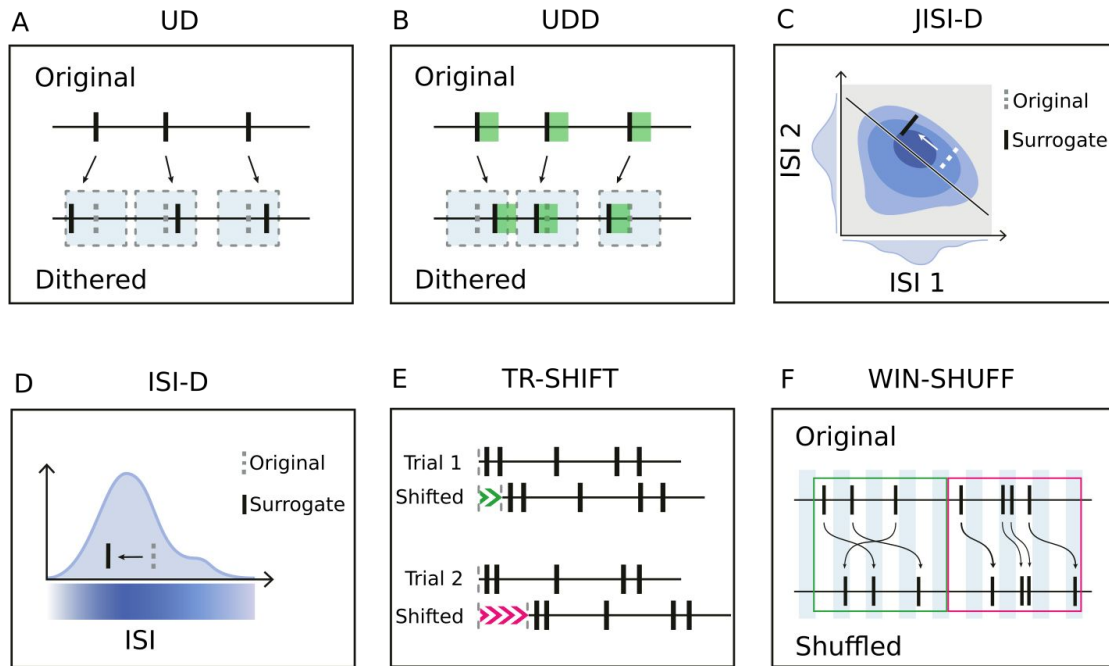 A
UD
Original
Dithered
B
UDD
Original
Dithered
C
JISI-D
ISI 2
Original
Surrogate
ISI 1
D
ISI-D
Original
Surrogate
ISI
E
TR-SHIFT
Trial 1
Shifted
Trial 2
Shifted
F
WIN-SHUFF
Original
Shuffled